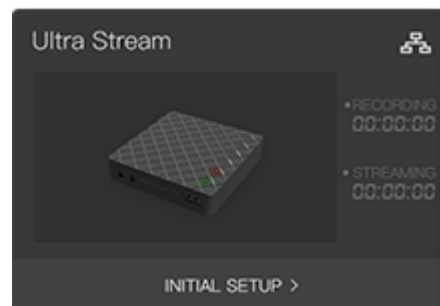 Ultra Stream
•RECORDING
00:00:00
•STREAMING
00:00:00
INITIAL SETUP >